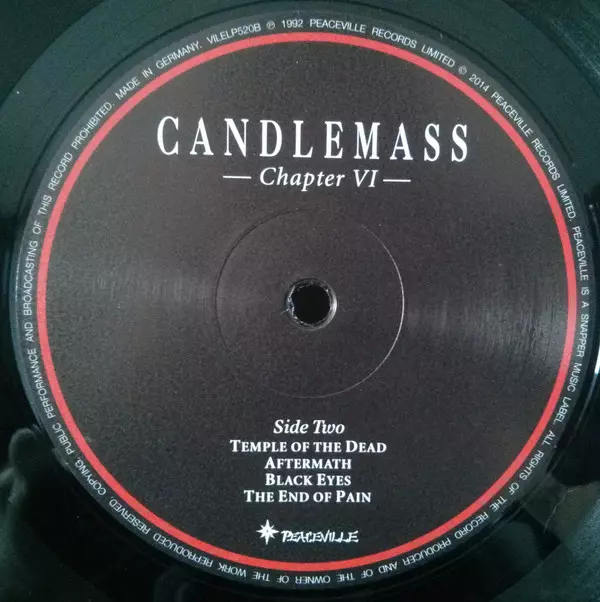 CANDLEMASS
— Chapter VI —
Side Two
TEMPLE OF THE DEAD
AFTERMATH
BLACK EYES
THE END OF PAIN
PEACEVILLE
VILELP520B ℗ 1992 PEACEVILLE RECORDS LIMITED © 2014 PEACEVILLE RECORDS LIMITED. PEACEVILLE IS A SNAPPER MUSIC LABEL. ALL RIGHTS OF THE RECORD PRODUCER AND OF THE OWNER OF THE WORK REPRODUCED RESERVED. COPYING, PUBLIC PERFORMANCE AND BROADCASTING OF THIS RECORD PROHIBITED. MADE IN GERMANY.